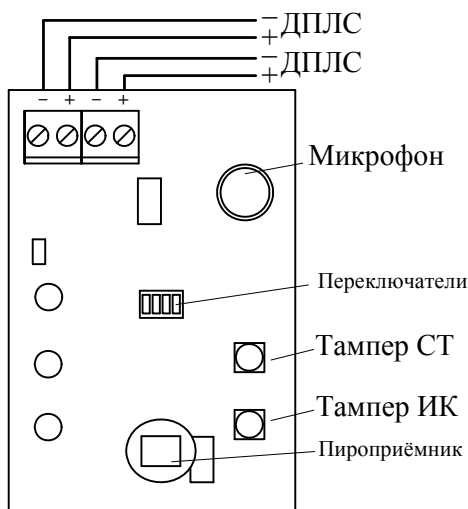 − ДПЛС
+
− ДПЛС
+
− + − +
Микрофон
Переключатели
Тампер СТ
Тампер ИК
Пироприёмник